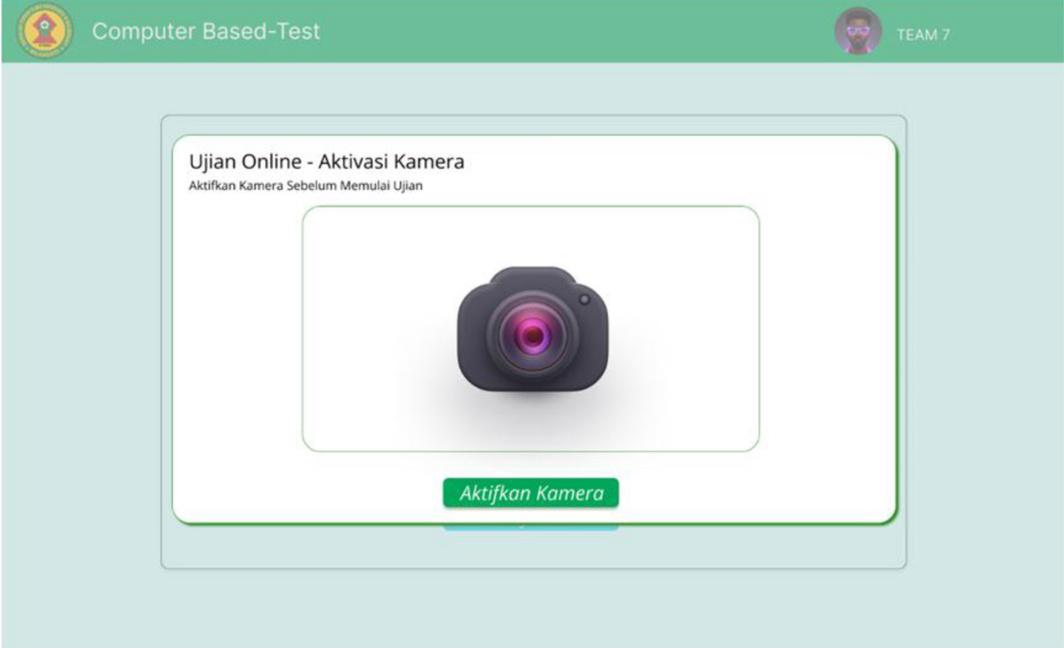 Computer Based-Test
TEAM 7
Ujian Online - Aktivasi Kamera
Aktifkan Kamera Sebelum Memulai Ujian
Aktifkan Kamera